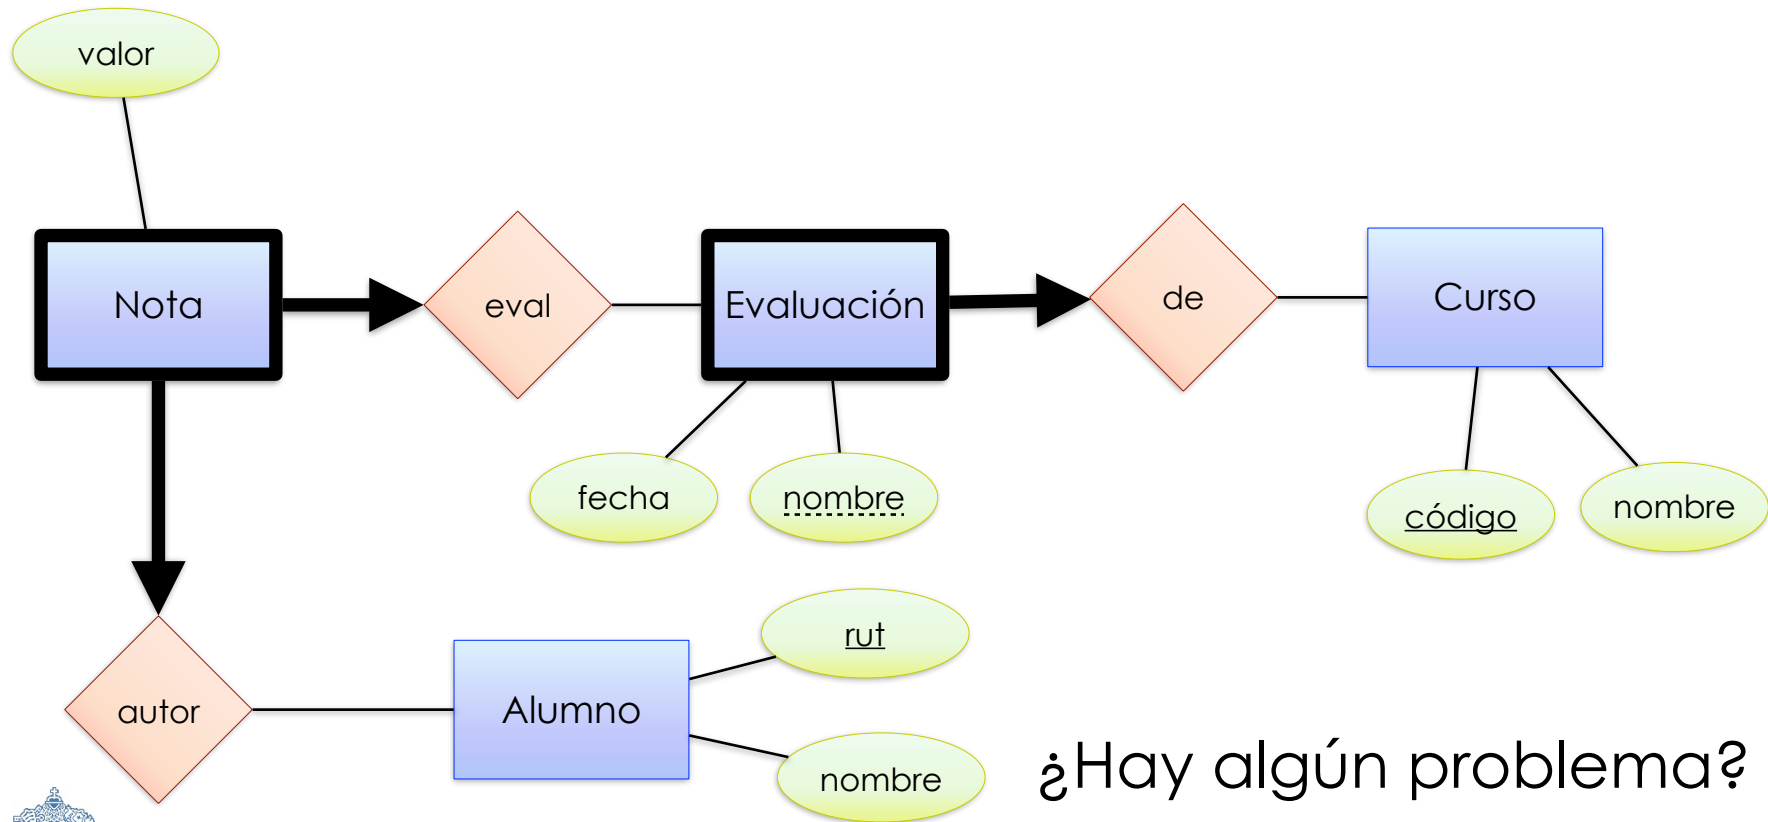 valor
Nota
eval
Evaluación
de
Curso
fecha
nombre
código
nombre
autor
Alumno
rut
nombre
¿Hay algún problema?